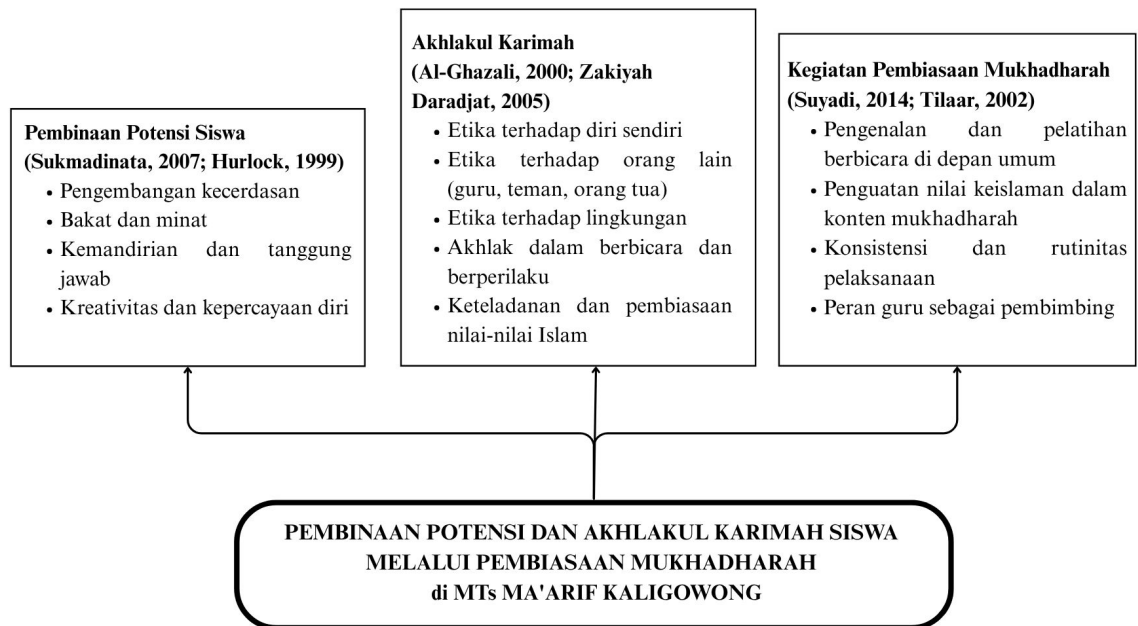 Pembinaan Potensi Siswa
(Sukmadinata, 2007; Hurlock, 1999)
• Pengembangan kecerdasan
• Bakat dan minat
• Kemandirian dan tanggung
jawab
• Kreativitas dan kepercayaan diri
Akhlakul Karimah
(Al-Ghazali, 2000; Zakiyah
Daradjat, 2005)
• Etika terhadap diri sendiri
• Etika terhadap orang lain
(guru, teman, orang tua)
• Etika terhadap lingkungan
• Akhlak dalam berbicara dan
berperilaku
• Keteladanan dan pembiasaan
nilai-nilai Islam
Kegiatan Pembiasaan Mukhadharah
(Suyadi, 2014; Tilaar, 2002)
• Pengenalan dan pelatihan
berbicara di depan umum
• Penguatan nilai keislaman dalam
konten mukhadharah
• Konsistensi dan rutinitas
pelaksanaan
• Peran guru sebagai pembimbing
PEMBINAAN POTENSI DAN AKHLAKUL KARIMAH SISWA
MELALUI PEMBIASAAN MUKHADHARAH
di MTs MA'ARIF KALIGOWONG